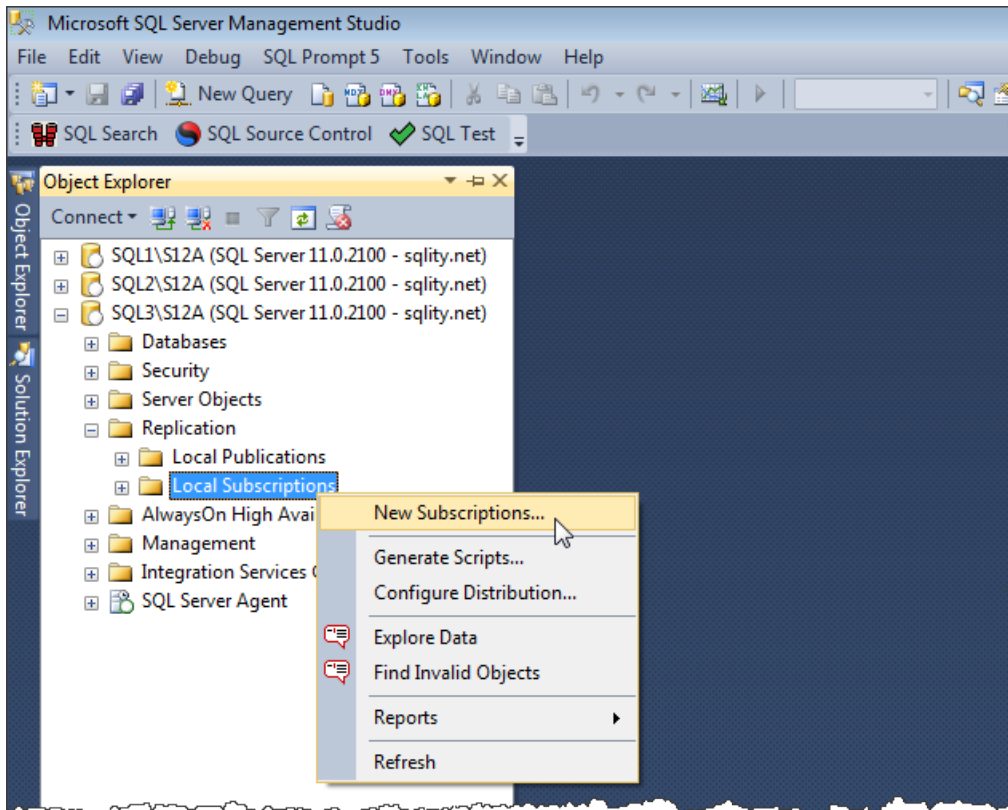 Microsoft SQL Server Management Studio
File Edit View Debug SQL Prompt 5 Tools Window Help
New Query
SQL Search SQL Source Control SQL Test
Object Explorer
Connect
SQL1\S12A (SQL Server 11.0.2100 - sqlity.net)
SQL2\S12A (SQL Server 11.0.2100 - sqlity.net)
SQL3\S12A (SQL Server 11.0.2100 - sqlity.net)
Databases
Security
Server Objects
Replication
Local Publications
Local Subscriptions
AlwaysOn High Avai
Management
Integration Services
SQL Server Agent
New Subscriptions...
Generate Scripts...
Configure Distribution...
Explore Data
Find Invalid Objects
Reports
Refresh
Object Explorer
Solution Explorer